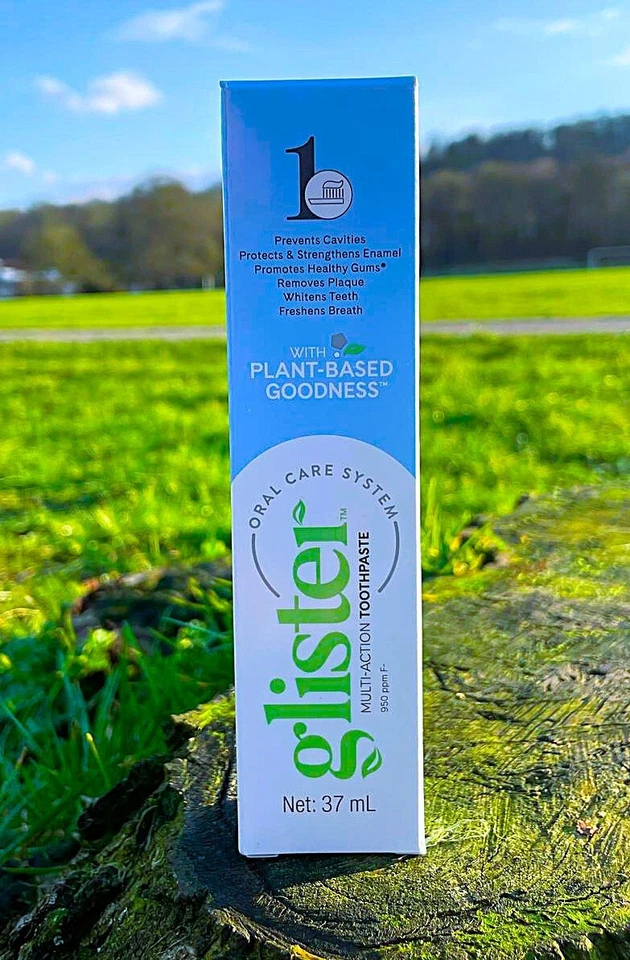 1
Prevents Cavities
Protects & Strengthens Enamel
Promotes Healthy Gums*
Removes Plaque
Whitens Teeth
Freshens Breath
WITH
PLANT-BASED
GOODNESS™
ORAL CARE SYSTEM
glister™
MULTI-ACTION TOOTHPASTE
950 ppm F-
Net: 37 mL